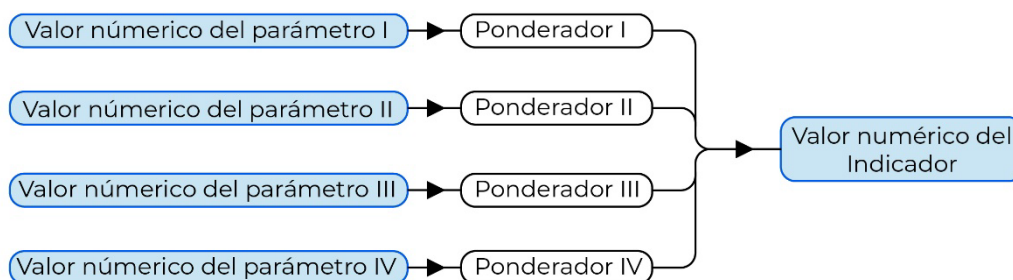 Valor númerico del parámetro I
Ponderador I
Valor númerico del parámetro II
Ponderador II
Valor númerico del parámetro III
Ponderador III
Valor númerico del parámetro IV
Ponderador IV
Valor numérico del
Indicador